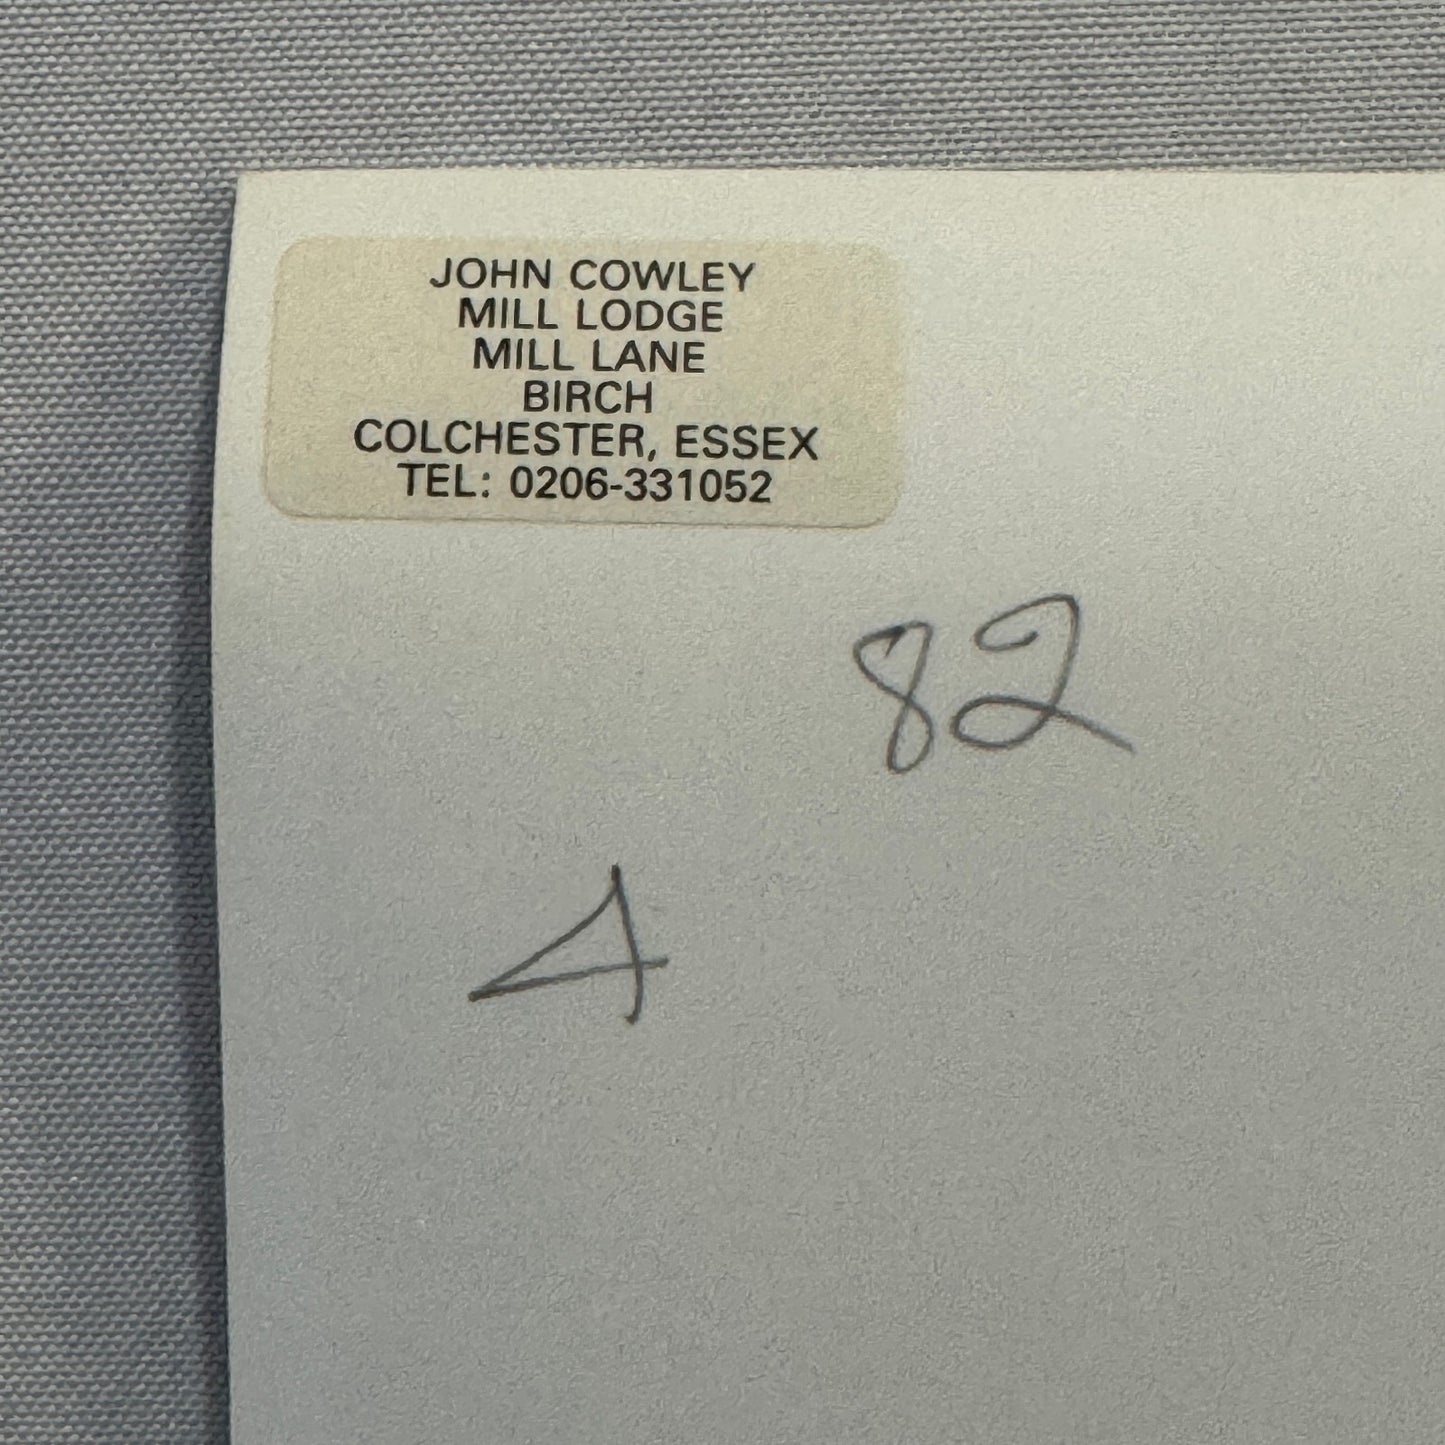 JOHN COWLEY
MILL LODGE
MILL LANE
BIRCH
COLCHESTER, ESSEX
TEL: 0206-331052
82
4